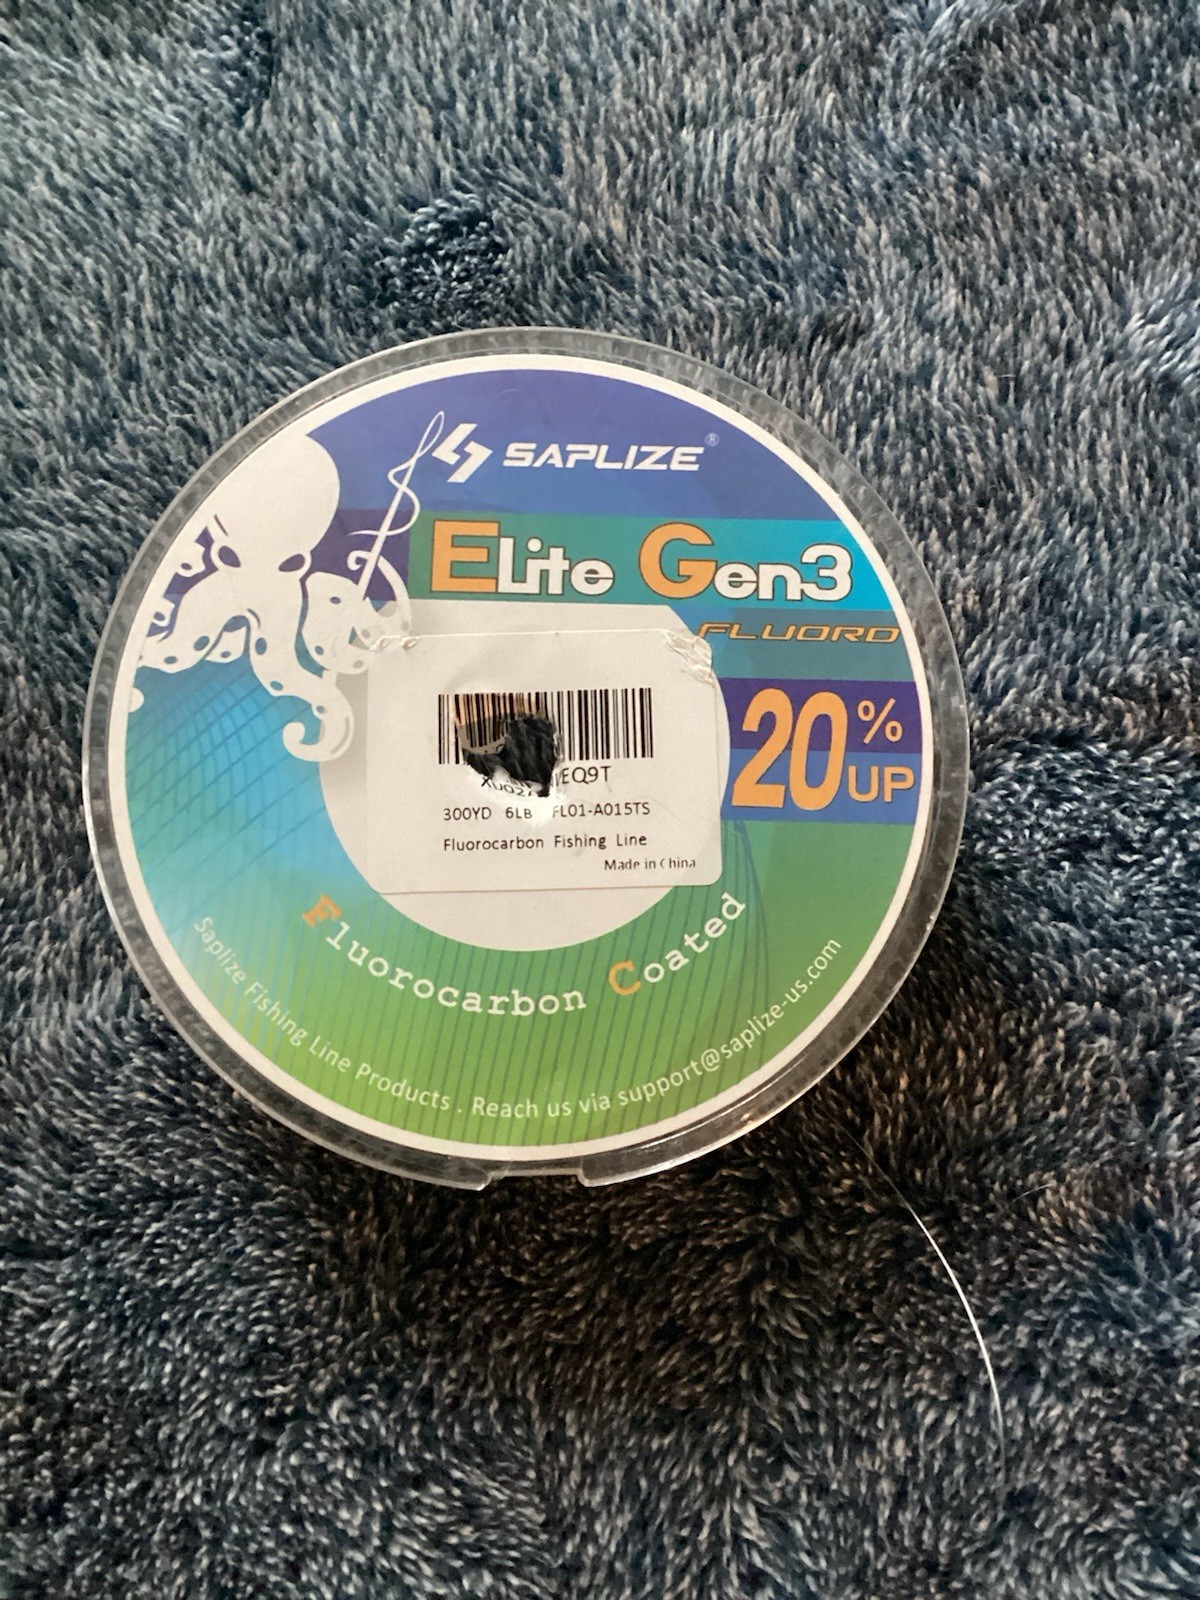 SAPLIZE®
ELite Gen3
FLUORO
20% UP
EQ9T
300YD 6LB FL01-A015TS
Fluorocarbon Fishing Line
Made in China
Fluorocarbon Coated
Saplize Fishing Line Products . Reach us via support@saplize-us.com